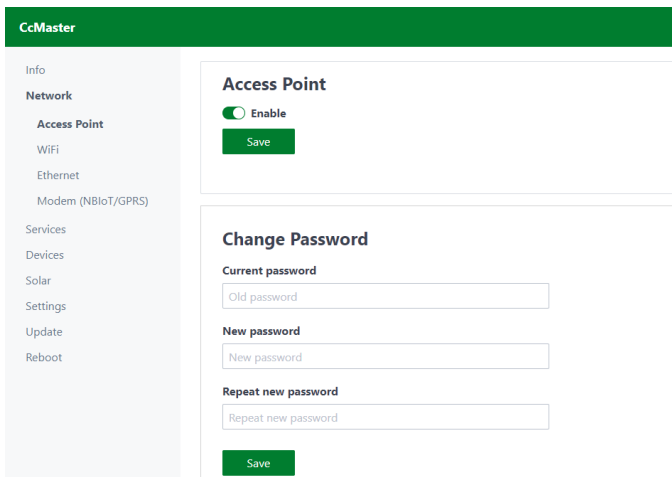 CcMaster
Info
Network
Access Point
WiFi
Ethernet
Modem (NBIoT/GPRS)
Services
Devices
Solar
Settings
Update
Reboot
Access Point
Enable
Save
Change Password
Current password
Old password
New password
New password
Repeat new password
Repeat new password
Save